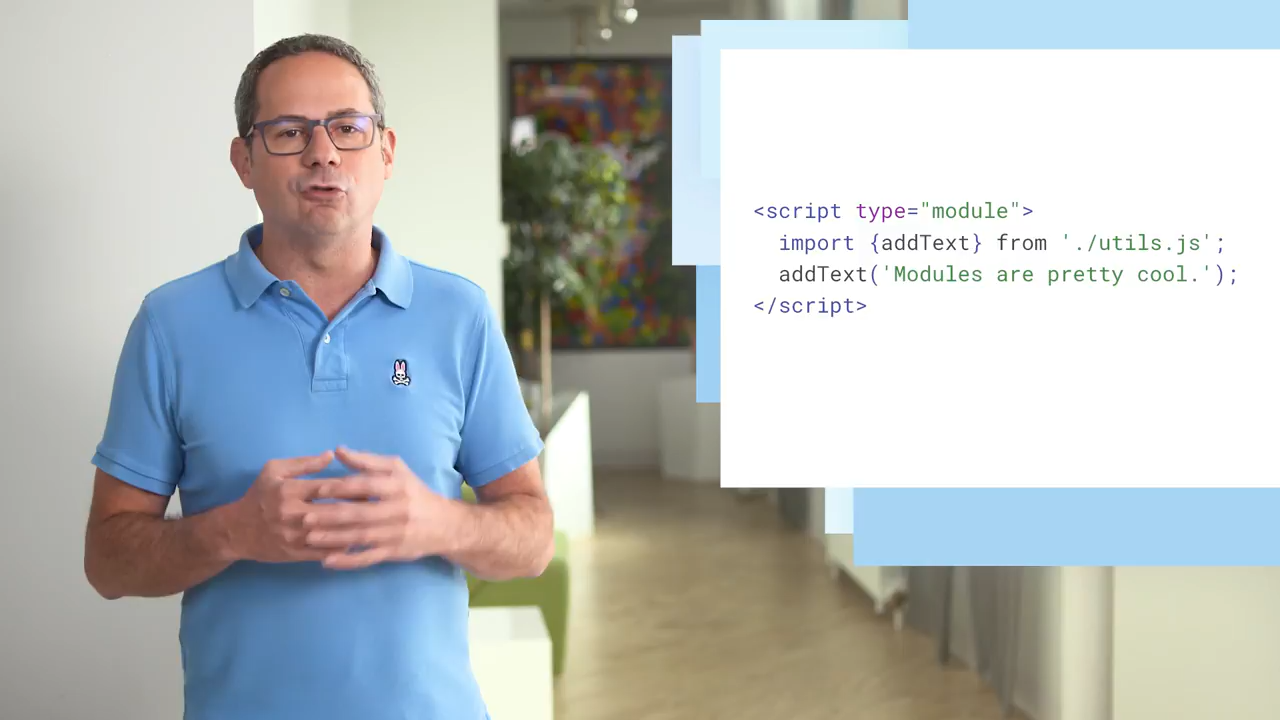 <script type="module">
  import {addText} from './utils.js';
  addText('Modules are pretty cool.');
</script>